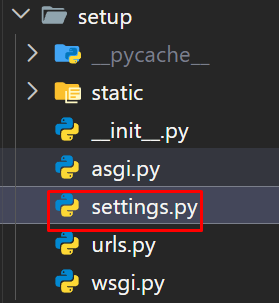 setup
__pycache__
static
__init__.py
asgi.py
settings.py
urls.py
wsgi.py